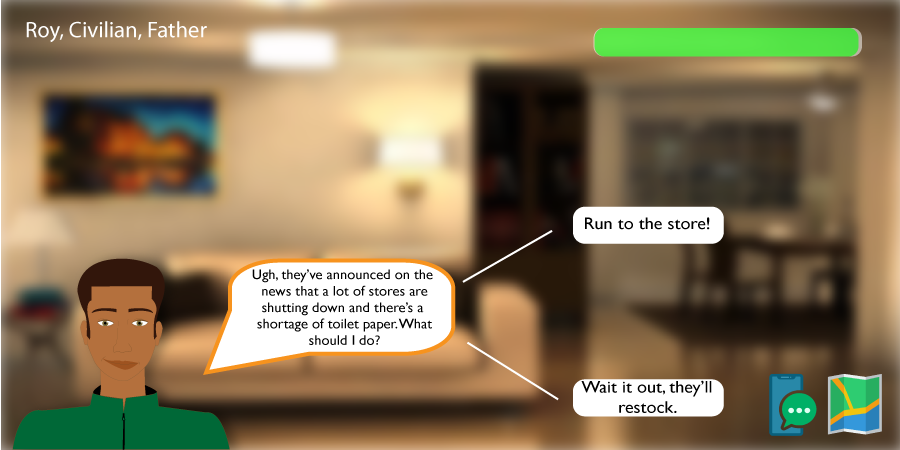 Roy, Civilian, Father
Ugh, they've announced on the
news that a lot of stores are
shutting down and there's a
shortage of toilet paper. What
should I do?
Run to the store!
Wait it out, they'll
restock.